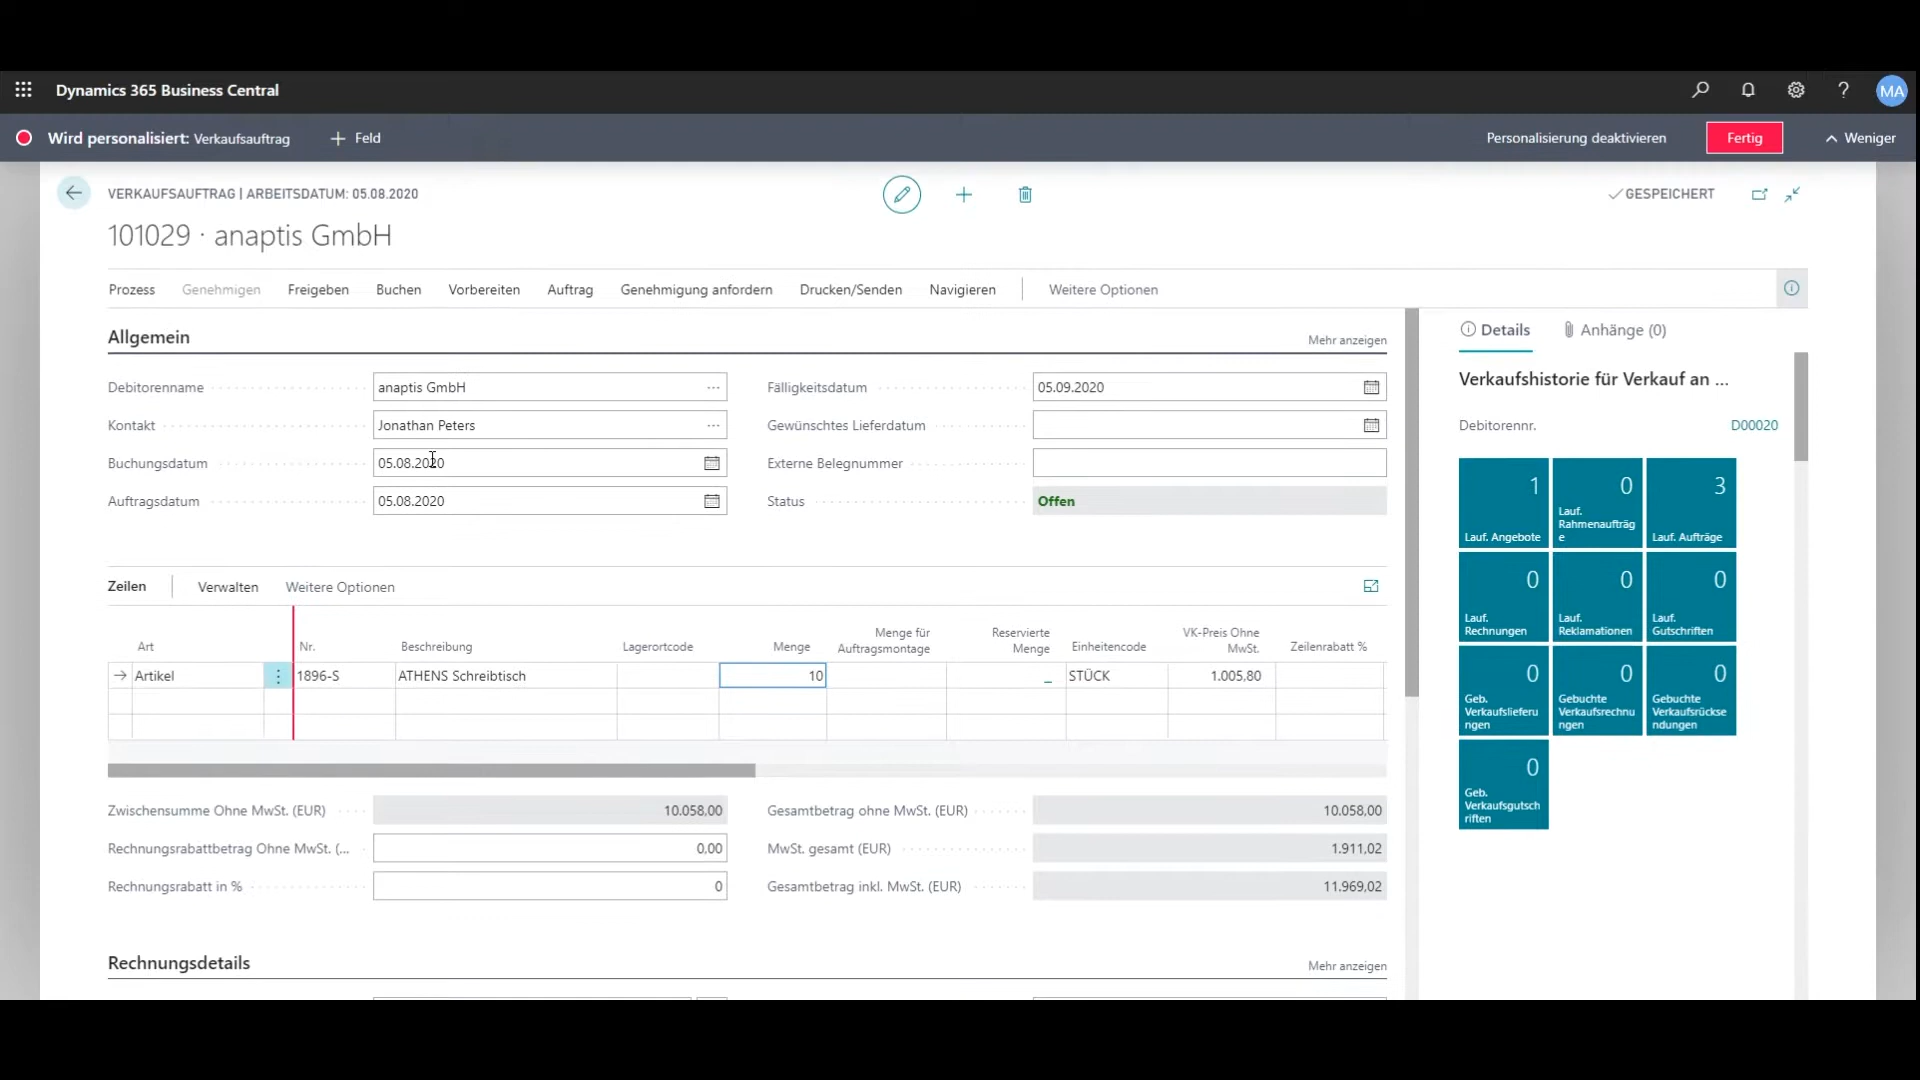 Dynamics 365 Business Central
?
MA
Wird personalisiert: Verkaufsauftrag
+ Feld
Personalisierung deaktivieren
Fertig
Weniger
VERKAUFSAUFTRAG | ARBEITSDATUM: 05.08.2020
GESPEICHERT
101029 · anaptis GmbH
Prozess
Genehmigen
Freigeben
Buchen
Vorbereiten
Auftrag
Genehmigung anfordern
Drucken/Senden
Navigieren
Weitere Optionen
Allgemein
Mehr anzeigen
Debitorenname
anaptis GmbH
Kontakt
Jonathan Peters
Buchungsdatum
05.08.2020
Auftragsdatum
05.08.2020
Fälligkeitsdatum
05.09.2020
Gewünschtes Lieferdatum
Externe Belegnummer
Status
Offen
Zeilen
Verwalten
Weitere Optionen
Art
Nr.
Beschreibung
Lagerortcode
Menge
Menge für
Auftragsmontage
Reservierte
Menge
Einheitencode
VK-Preis Ohne
MwSt.
Zeilenrabatt %
Artikel
1896-S
ATHENS Schreibtisch
10
_
STÜCK
1.005,80
Zwischensumme Ohne MwSt. (EUR)
10.058,00
Rechnungsrabattbetrag Ohne MwSt. (...
0,00
Rechnungsrabatt in %
0
Gesamtbetrag ohne MwSt. (EUR)
10.058,00
MwSt. gesamt (EUR)
1.911,02
Gesamtbetrag inkl. MwSt. (EUR)
11.969,02
Rechnungsdetails
Mehr anzeigen
Details
Anhänge (0)
Verkaufshistorie für Verkauf an ...
Debitorennr.
D00020
1
Lauf. Angebote
0
Lauf.
Rahmenaufträg
e
3
Lauf. Aufträge
0
Lauf.
Rechnungen
0
Lauf.
Reklamationen
0
Lauf.
Gutschriften
0
Geb.
Verkaufslieferu
ngen
0
Gebuchte
Verkaufsrechnu
ngen
0
Gebuchte
Verkaufsrückse
ndungen
0
Geb.
Verkaufsgutsch
riften